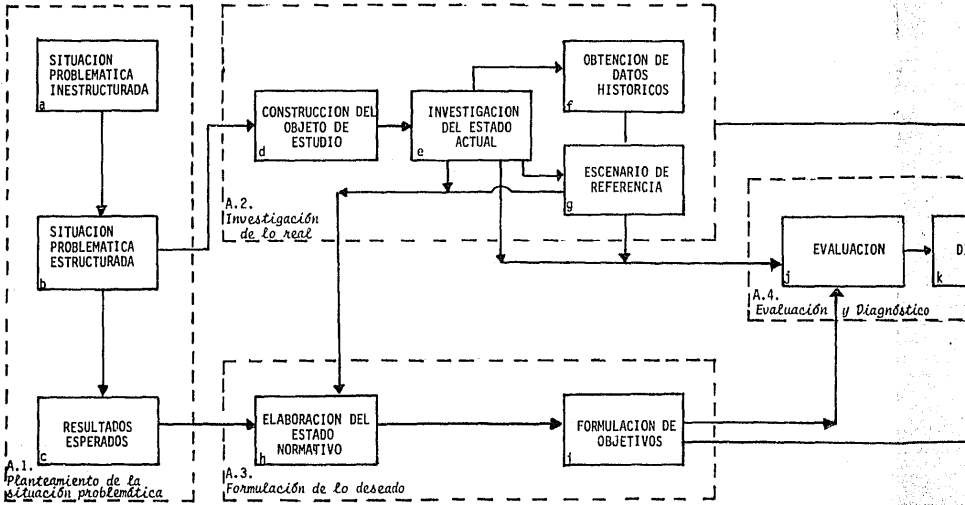 SITUACION
PROBLEMATICA
INESTRUCTURADA
a
SITUACION
PROBLEMATICA
ESTRUCTURADA
b
RESULTADOS
ESPERADOS
c
A.1.
Planteamiento de la
situación problemática
CONSTRUCCION DEL
OBJETO DE
ESTUDIO
d
INVESTIGACION
DEL ESTADO
ACTUAL
e
OBTENCION DE
DATOS
HISTORICOS
f
ESCENARIO DE
REFERENCIA
g
A.2.
Investigación
de lo real
ELABORACION DEL
ESTADO
NORMATIVO
h
FORMULACION DE
OBJETIVOS
i
A.3.
Formulación de lo deseado
EVALUACION
j
k
A.4.
Evaluación y Diagnóstico